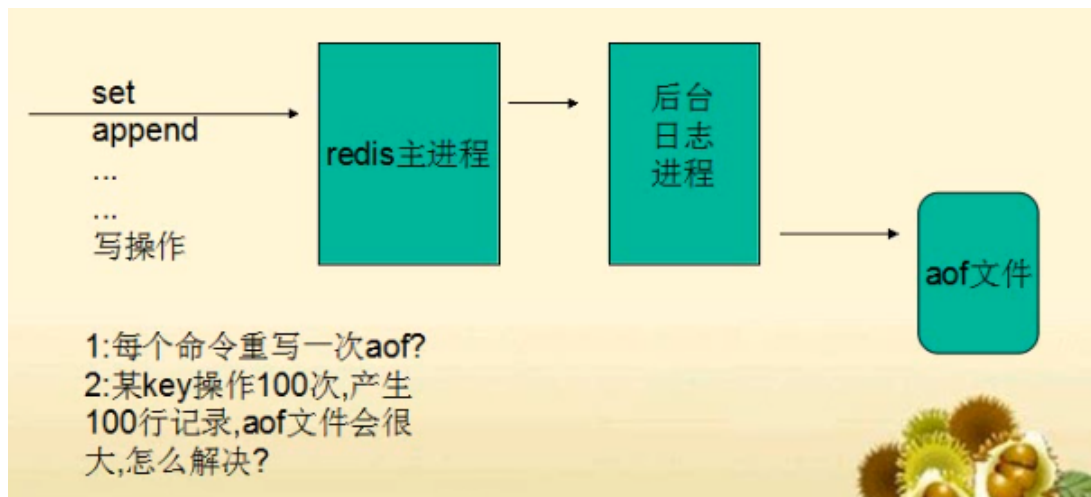 set
append
...
...
写操作
redis主进程
后台
日志
进程
aof文件
1:每个命令重写一次aof?
2:某key操作100次,产生
100行记录,aof文件会很
大,怎么解决?